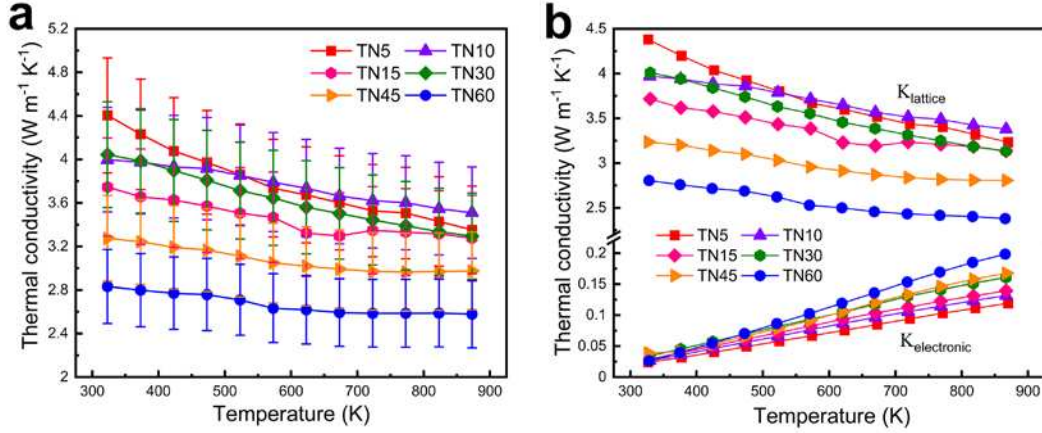 a
Thermal conductivity (W m⁻¹ K⁻¹)
5.2
4.8
4.4
4
3.6
3.2
2.8
2.4
2
TN5 TN10
TN15 TN30
TN45 TN60
300 400 500 600 700 800 900
Temperature (K)
b
Thermal conductivity (W m⁻¹ K⁻¹)
4.5
4
3.5
3
2.5
0.2
0.15
0.1
0.05
0
Klattice
TN5 TN10
TN15 TN30
TN45 TN60
Kelectronic
300 400 500 600 700 800 900
Temperature (K)